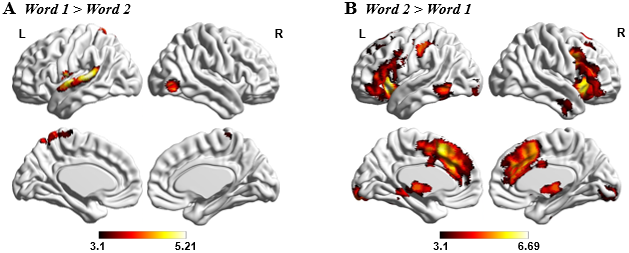 A Word 1 > Word 2
L R
3.1 5.21
B Word 2 > Word 1
L R
3.1 6.69